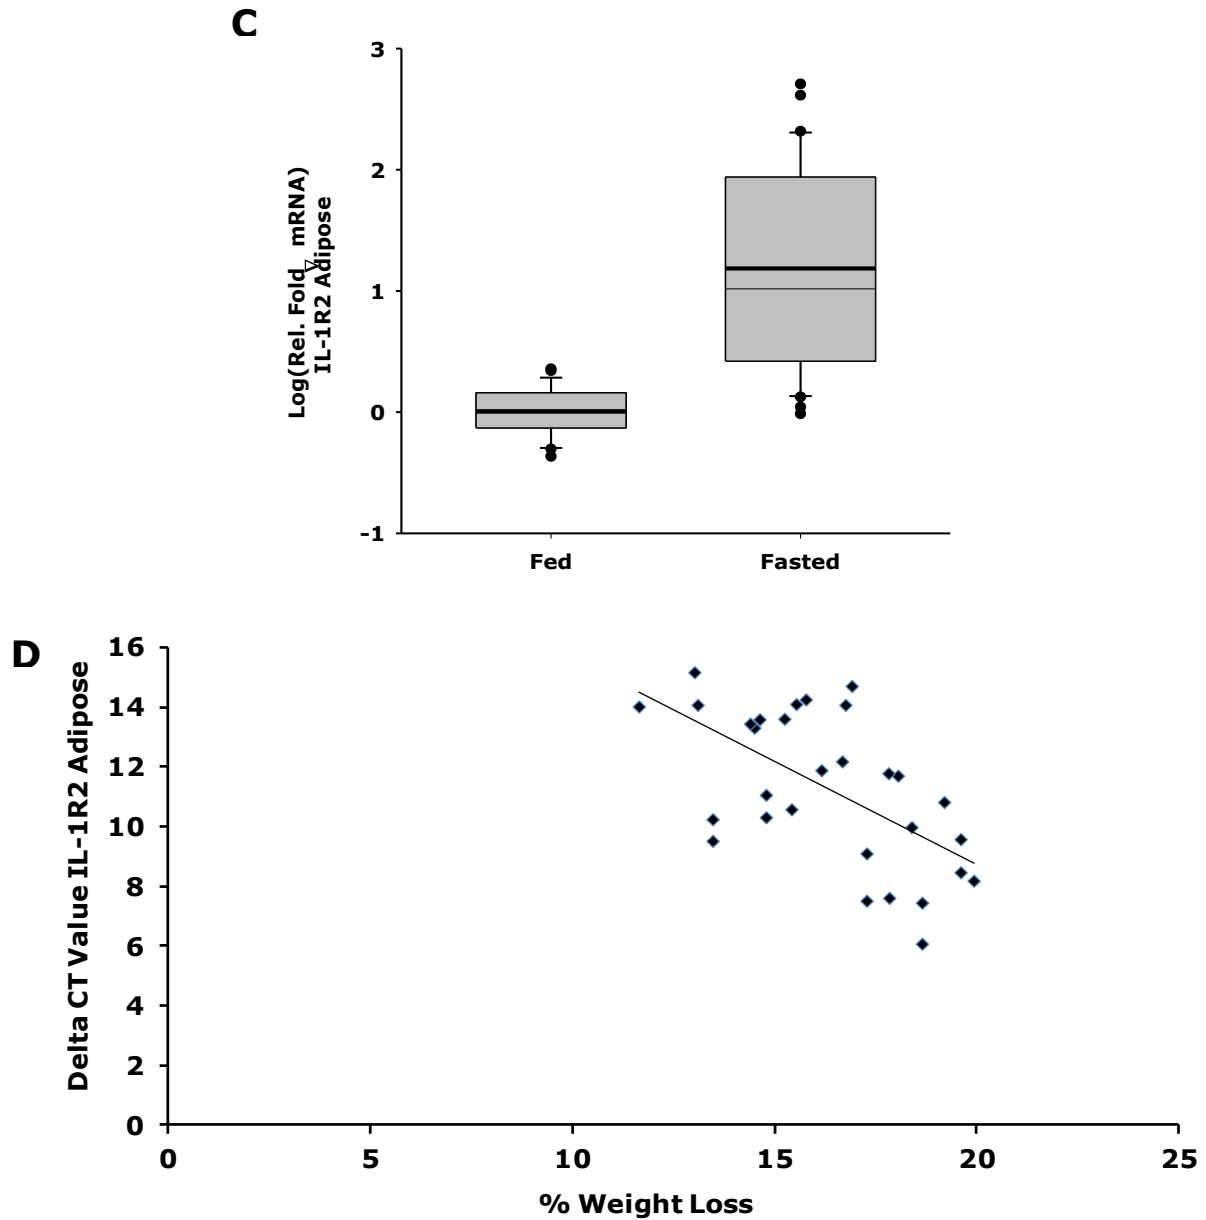 C
3
2
1
0
-1
Log(Rel. Fold ∇ mRNA)
IL-1R2 Adipose
Fed
Fasted
D
16
14
12
10
8
6
4
2
0
Delta CT Value IL-1R2 Adipose
0 5 10 15 20 25
% Weight Loss